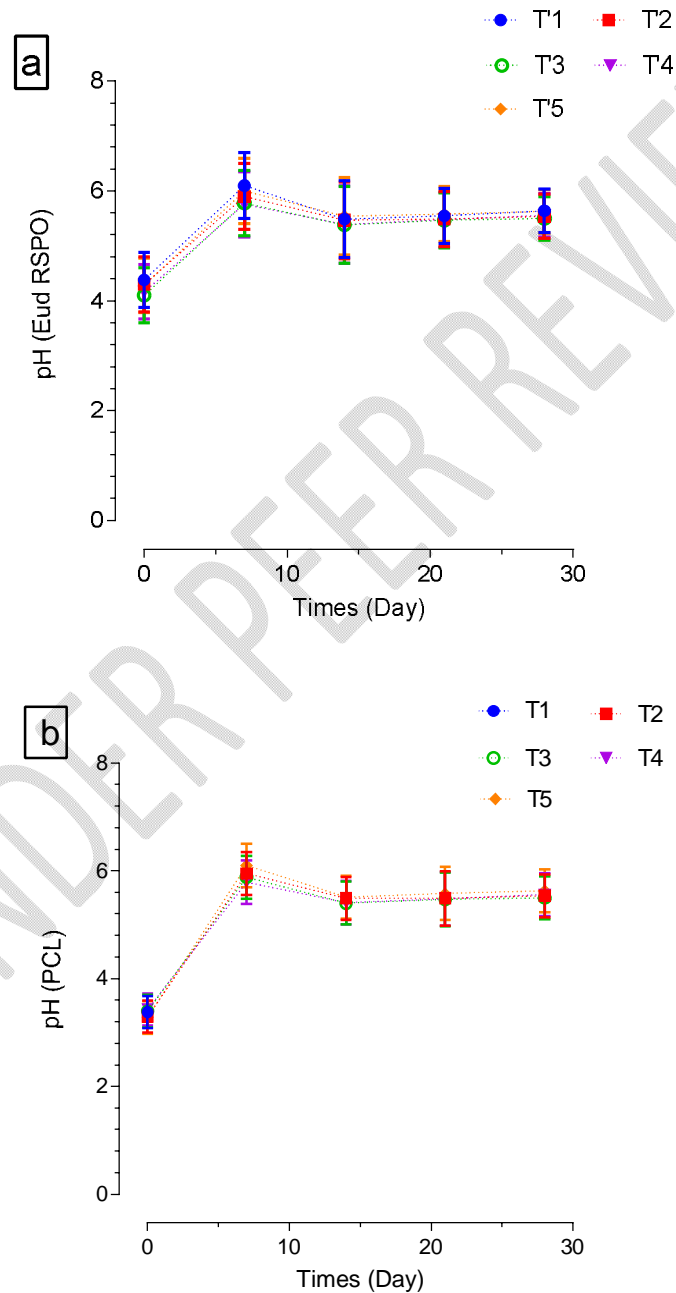 T'1 T'2
a
T'3 T'4
T'5
8
6
4
2
0
pH (Eud RSPO)
0 10 20 30
Times (Day)
UNDER PEER REVIEW
T1 T2
b
T3 T4
T5
8
6
4
2
0
pH (PCL)
0 10 20 30
Times (Day)